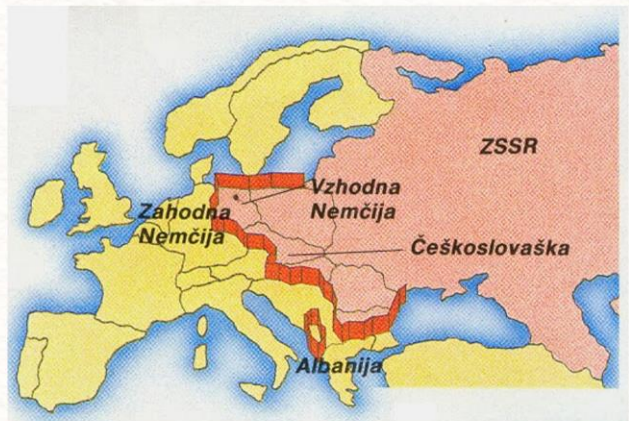 ZSSR
Vzhodna
Nemčija
Zahodna
Nemčija
Češkoslovaška
Albanija